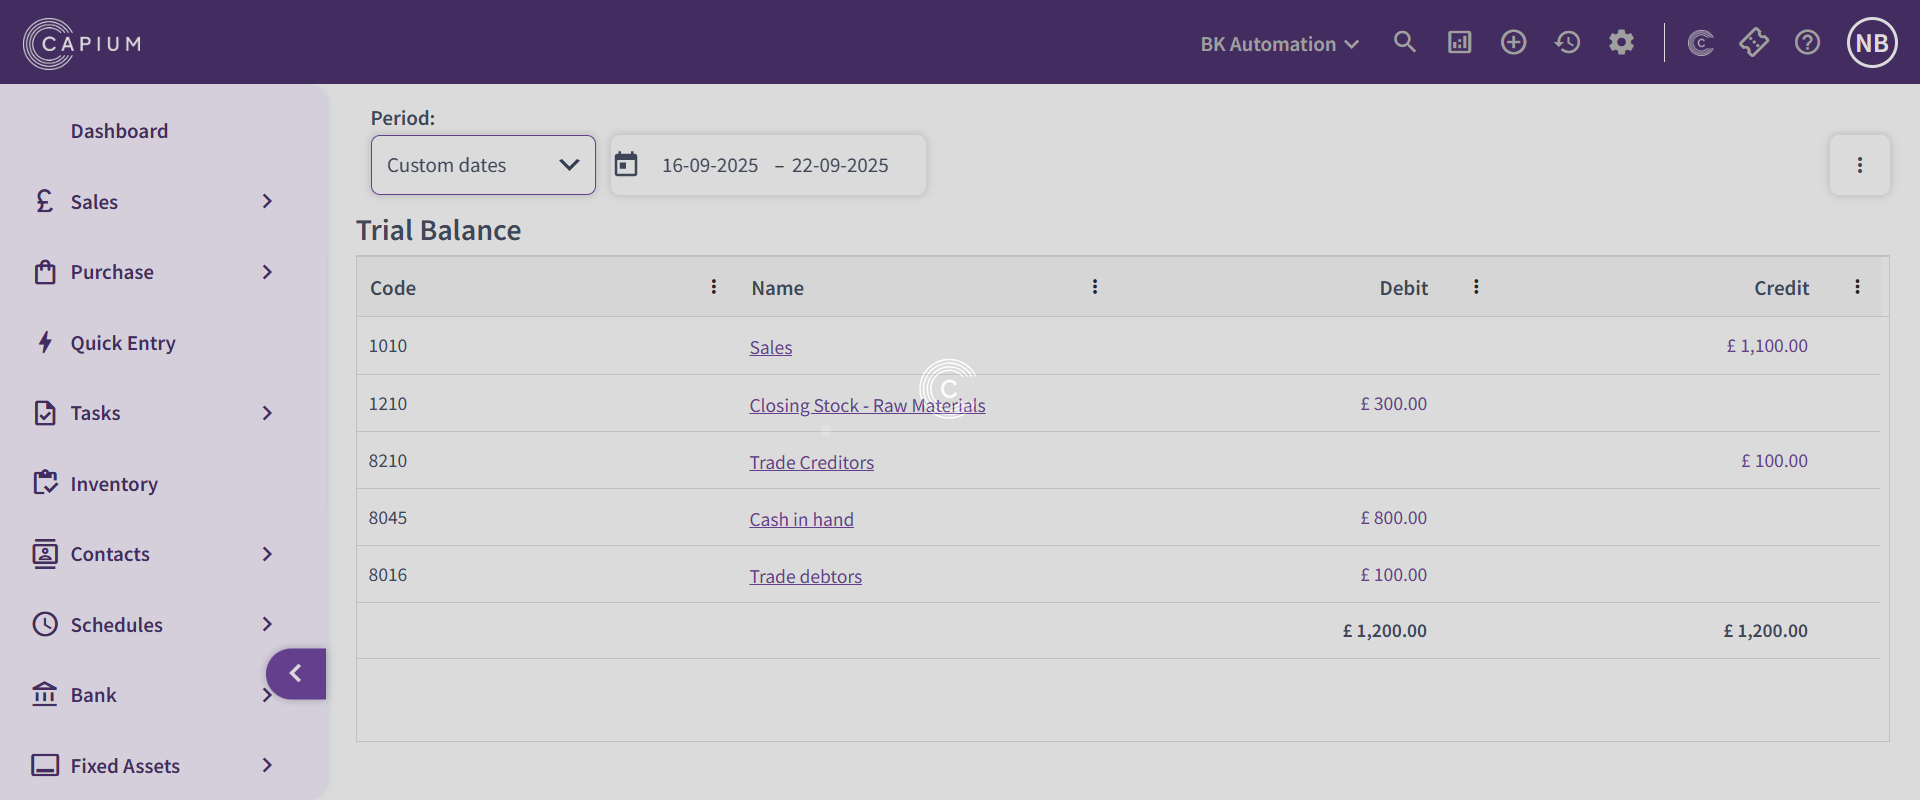 CAPIUM
BK Automation
C
NB
Dashboard
Sales
Purchase
Quick Entry
Tasks
Inventory
Contacts
Schedules
Bank
Fixed Assets
Period:
Custom dates
16-09-2025 – 22-09-2025
Trial Balance
Code Name Debit Credit
1010 Sales £ 1,100.00
1210 Closing Stock - Raw Materials £ 300.00
C
8210 Trade Creditors £ 100.00
8045 Cash in hand £ 800.00
8016 Trade debtors £ 100.00
£ 1,200.00 £ 1,200.00